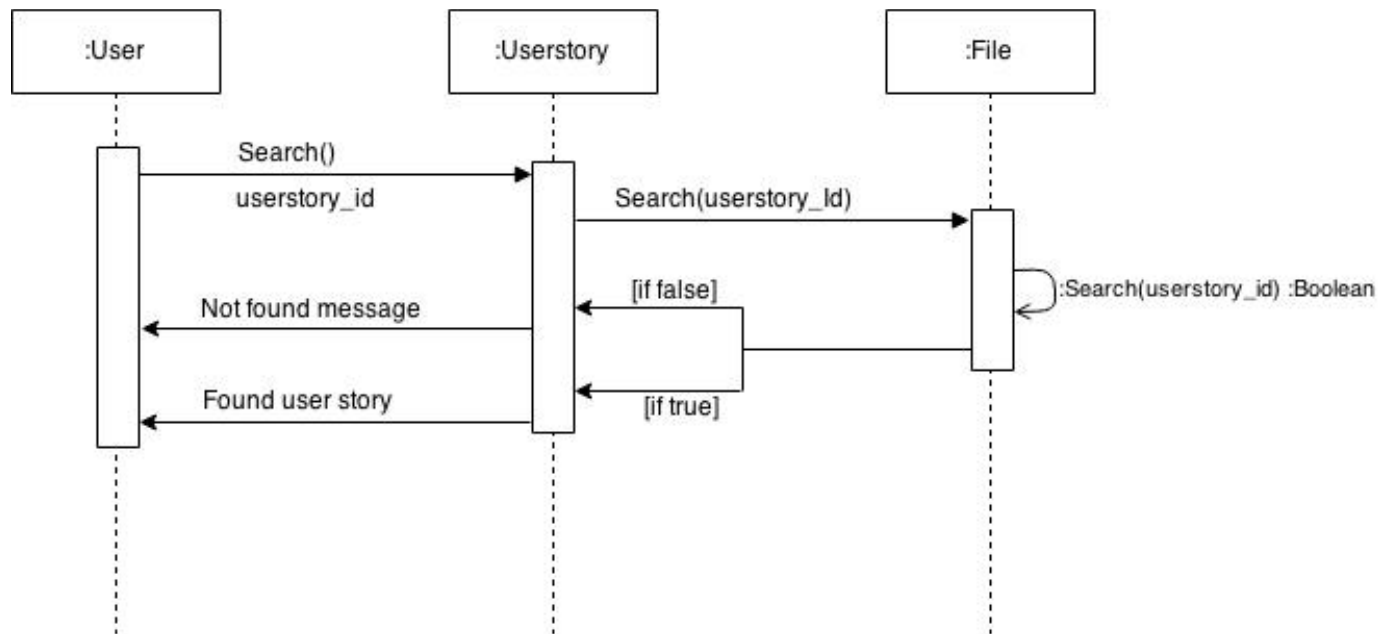 :User
:Userstory
:File
Search()
userstory_id
Search(userstory_Id)
[if false]
:Search(userstory_id) :Boolean
Not found message
Found user story
[if true]